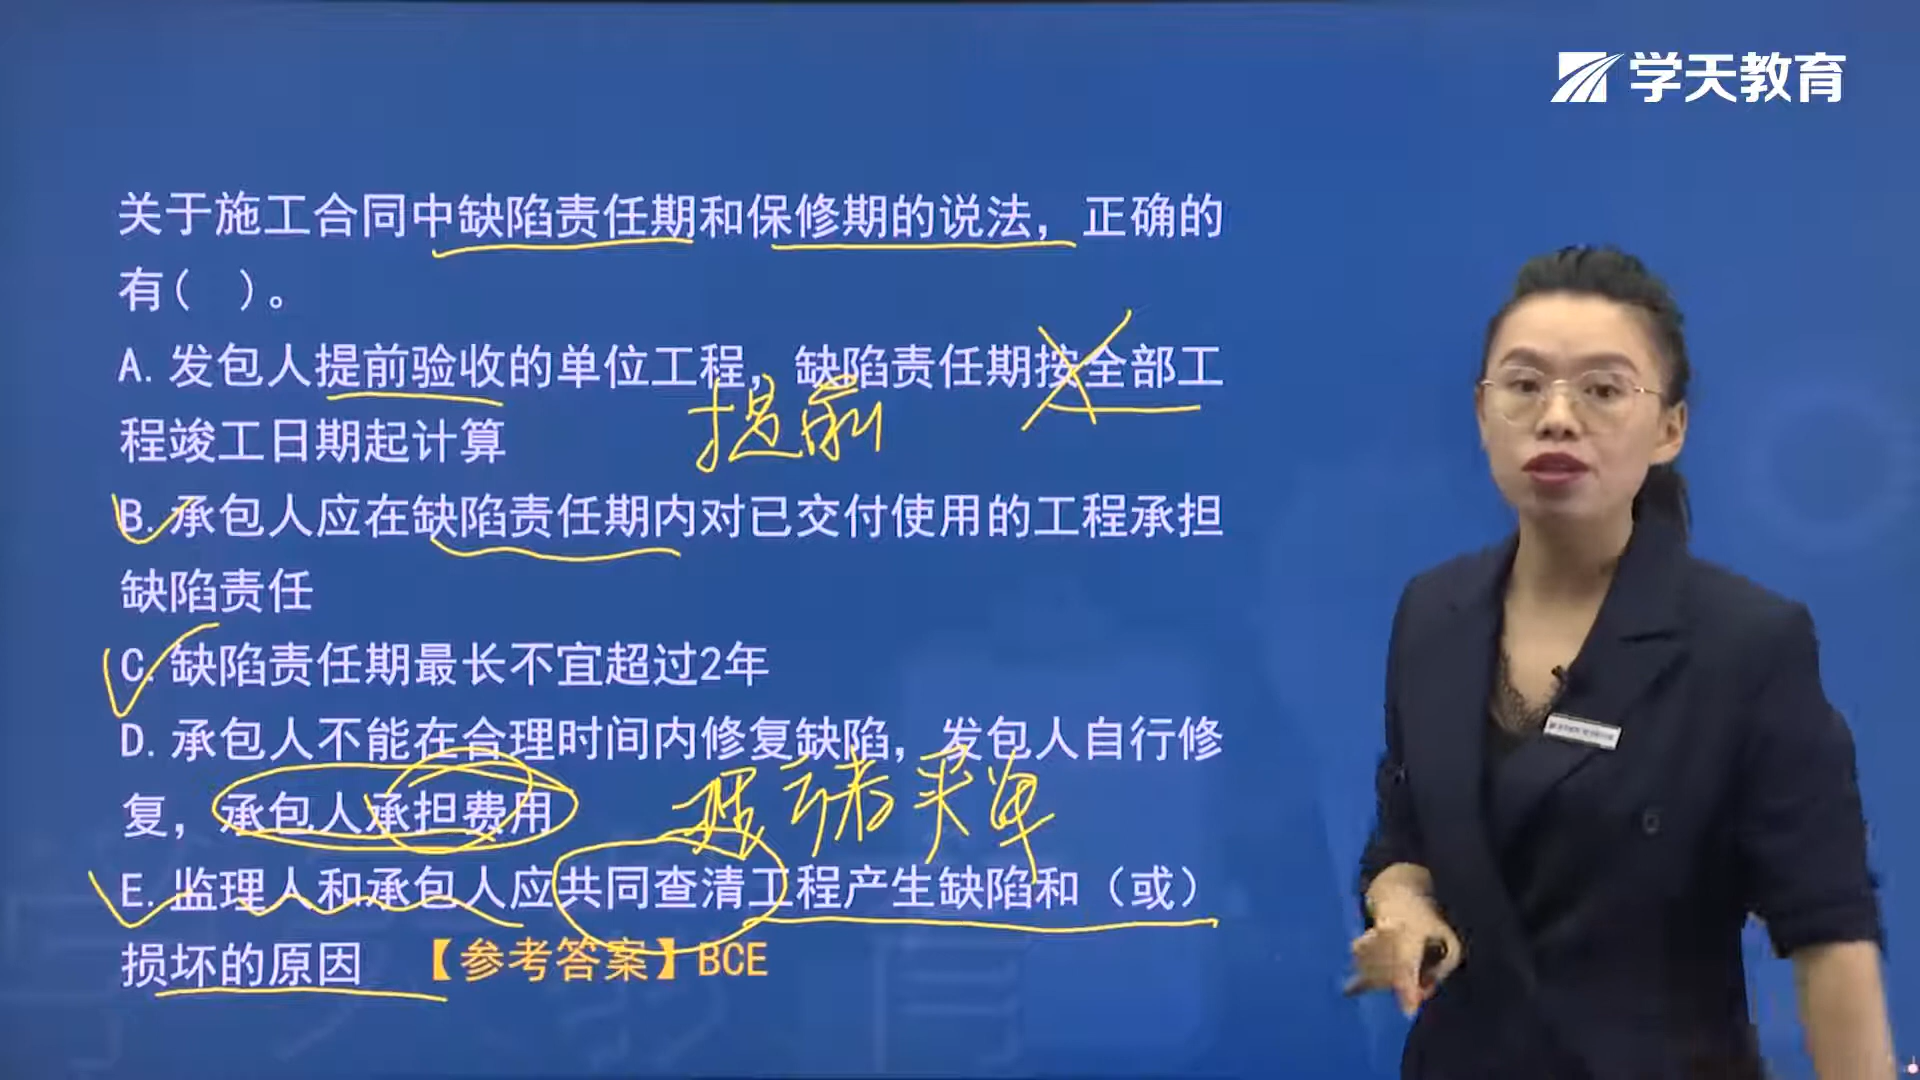 学天教育
关于施工合同中缺陷责任期和保修期的说法，正确的
有(  )。
A.发包人提前验收的单位工程，缺陷责任期按全部工
程竣工日期起计算
提前
B.承包人应在缺陷责任期内对已交付使用的工程承担
缺陷责任
C.缺陷责任期最长不宜超过2年
D.承包人不能在合理时间内修复缺陷，发包人自行修
复，承包人承担费用
买单
E.监理人和承包人应共同查清工程产生缺陷和（或）
损坏的原因 【参考答案】BCE